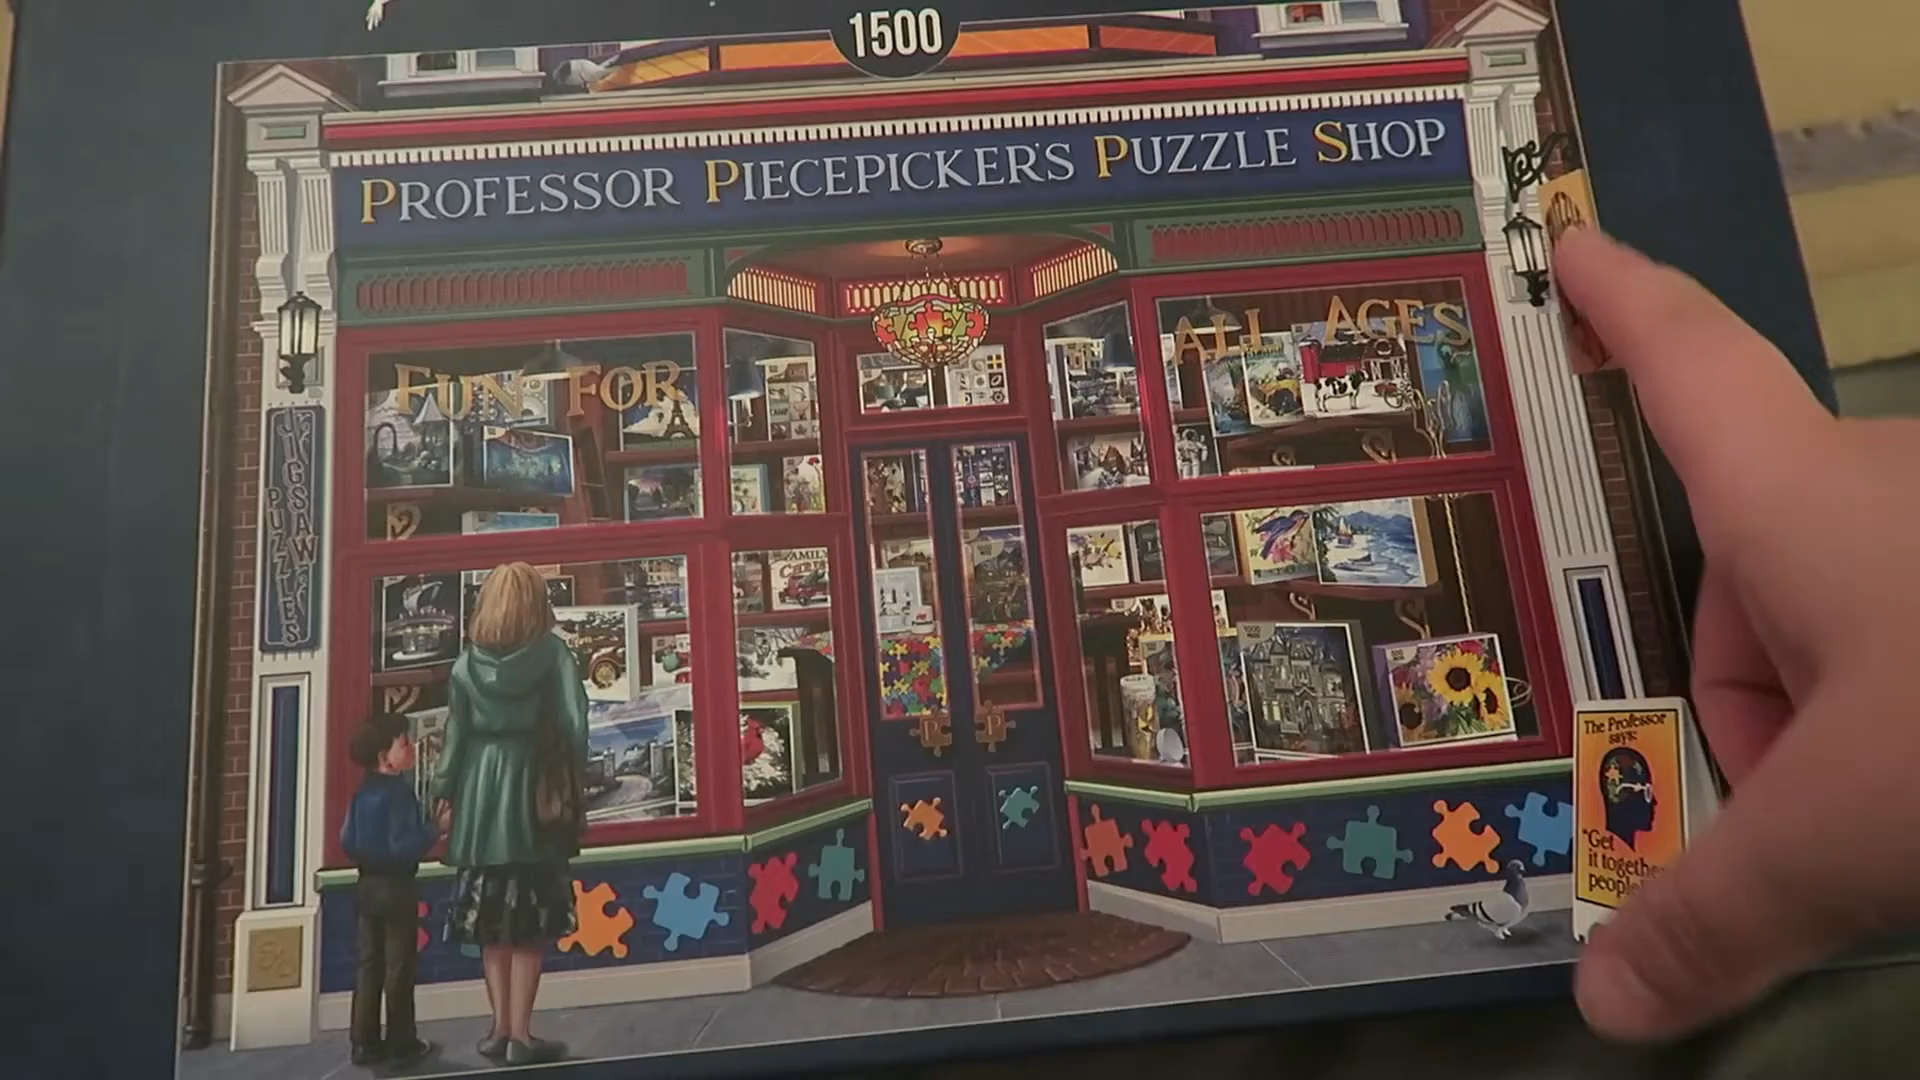 1500
PROFESSOR PIECEPICKER'S PUZZLE SHOP
FUN FOR
ALL AGES
JIGSAW
PUZZLES
FAMILY
P P
1000
The Professor
says:
"Get
it together
people!"